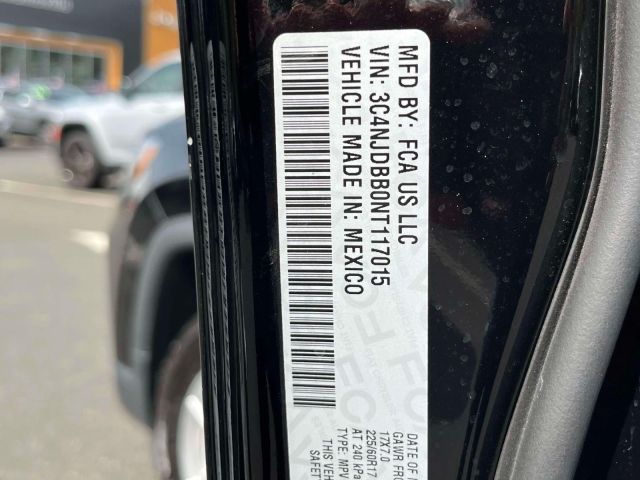 MFD BY: FCA US LLC
VIN: 3C4NJDBB0NT117015
VEHICLE MADE IN: MEXICO
DATE OF
GAWR FRO
17X7.0
225/60R17
AT 240 kPa
TYPE: MPV
THIS VEH
SAFET